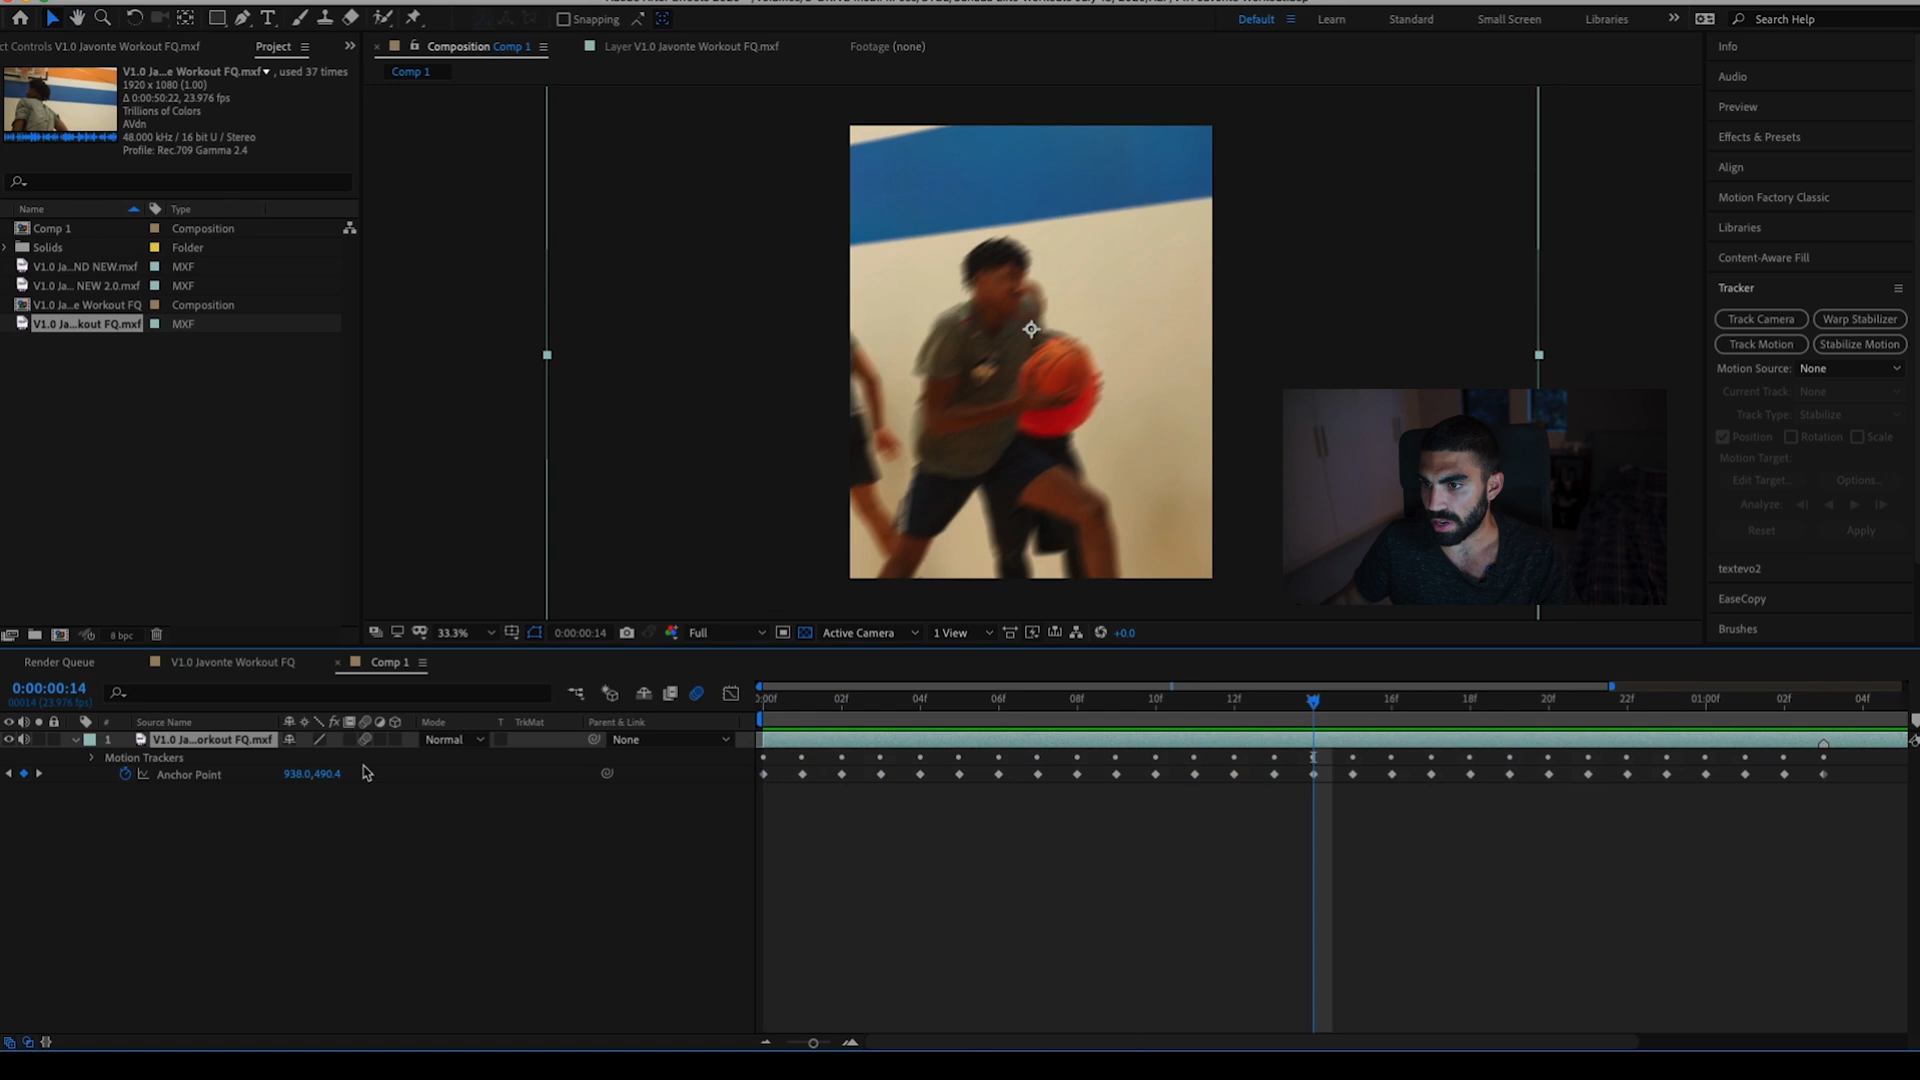 Snapping
Default
Learn
Standard
Small Screen
Libraries
Search Help
ct Controls V1.0 Javonte Workout FQ.mxf
Project
Composition Comp 1
Layer V1.0 Javonte Workout FQ.mxf
Footage (none)
Comp 1
V1.0 Ja...e Workout FQ.mxf , used 37 times
1920 x 1080 (1.00)
Δ 0:00:50:22, 23.976 fps
Trillions of Colors
AVdn
48.000 kHz / 16 bit U / Stereo
Profile: Rec.709 Gamma 2.4
Name
Type
Comp 1
Composition
Solids
Folder
V1.0 Ja...ND NEW.mxf
MXF
V1.0 Ja... NEW 2.0.mxf
MXF
V1.0 Ja...e Workout FQ
Composition
V1.0 Ja...kout FQ.mxf
MXF
8 bpc
33.3%
0:00:00:14
Full
Active Camera
1 View
+0.0
Info
Audio
Preview
Effects & Presets
Align
Motion Factory Classic
Libraries
Content-Aware Fill
Tracker
Track Camera
Warp Stabilizer
Track Motion
Stabilize Motion
Motion Source: None
Current Track: None
Track Type: Stabilize
Position
Rotation
Scale
Motion Target:
Edit Target...
Options...
Analyze:
Reset
Apply
textevo2
EaseCopy
Brushes
Render Queue
V1.0 Javonte Workout FQ
Comp 1
0:00:00:14
00014 (23.976 fps)
0:00f
02f
04f
06f
08f
10f
12f
14f
16f
18f
20f
22f
01:00f
02f
04f
#
Source Name
fx
Mode
T
TrkMat
Parent & Link
1
V1.0 Ja...orkout FQ.mxf
Normal
None
Motion Trackers
Anchor Point
938.0,490.4